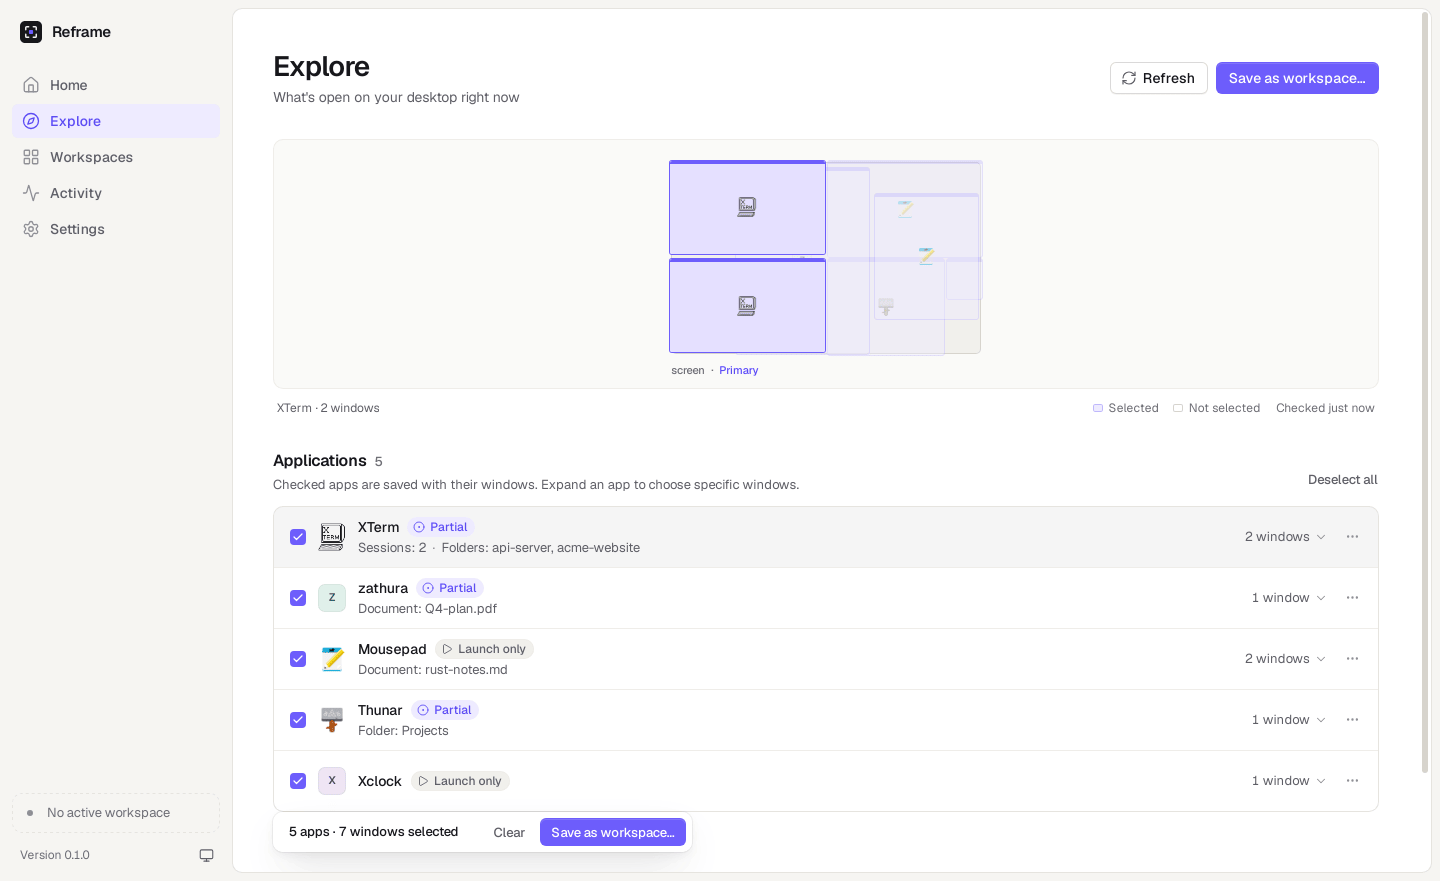 Reframe
Home
Explore
Workspaces
Activity
Settings
No active workspace
Version 0.1.0
Explore
What's open on your desktop right now
Refresh
Save as workspace...
X
TERM
X
TERM
screen · Primary
XTerm · 2 windows
Selected
Not selected
Checked just now
Applications 5
Checked apps are saved with their windows. Expand an app to choose specific windows.
Deselect all
X
TERM
XTerm
Partial
Sessions: 2 · Folders: api-server, acme-website
2 windows
Z
zathura
Partial
Document: Q4-plan.pdf
1 window
Mousepad
Launch only
Document: rust-notes.md
2 windows
Thunar
Partial
Folder: Projects
1 window
X
Xclock
Launch only
1 window
5 apps · 7 windows selected
Clear
Save as workspace...